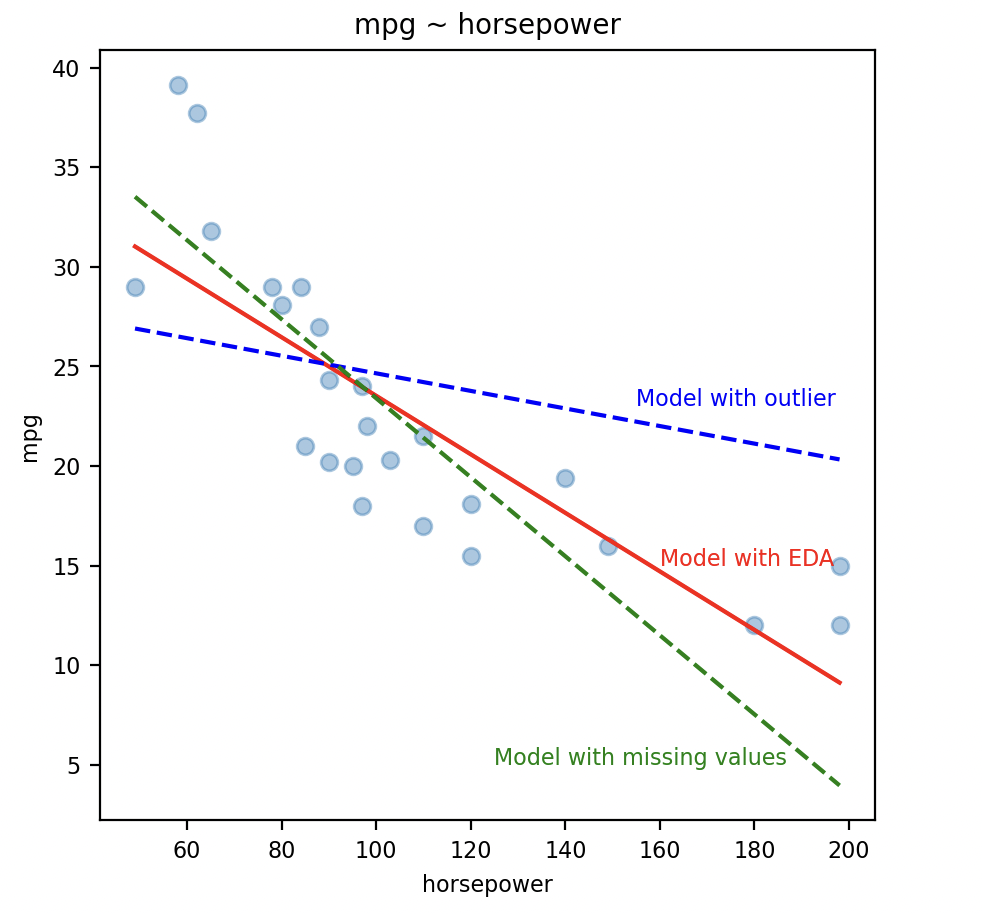 mpg ~ horsepower
40
35
30
25
20
15
10
5
mpg
Model with outlier
Model with EDA
Model with missing values
60 80 100 120 140 160 180 200
horsepower